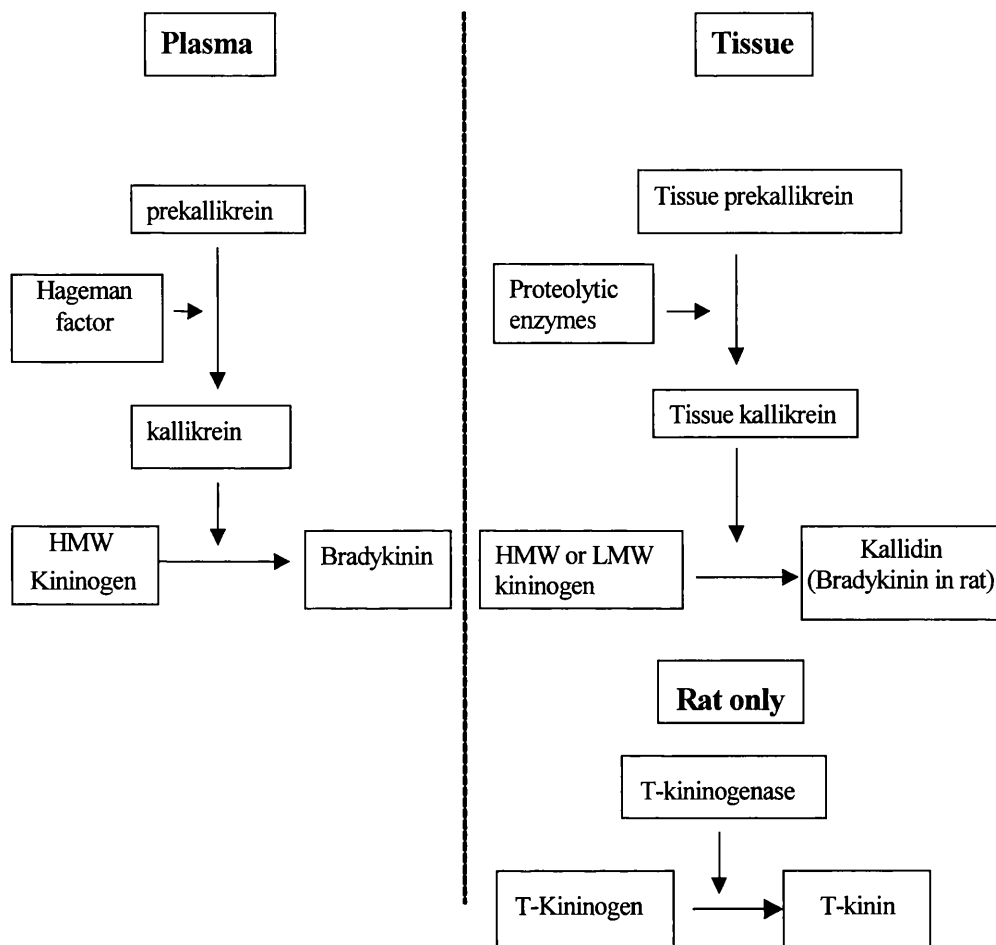 Plasma
prekallikrein
Hageman
factor
kallikrein
HMW
Kininogen
Bradykinin
Tissue
Tissue prekallikrein
Proteolytic
enzymes
Tissue kallikrein
HMW or LMW
kininogen
Kallidin
(Bradykinin in rat)
Rat only
T-kininogenase
T-Kininogen
T-kinin